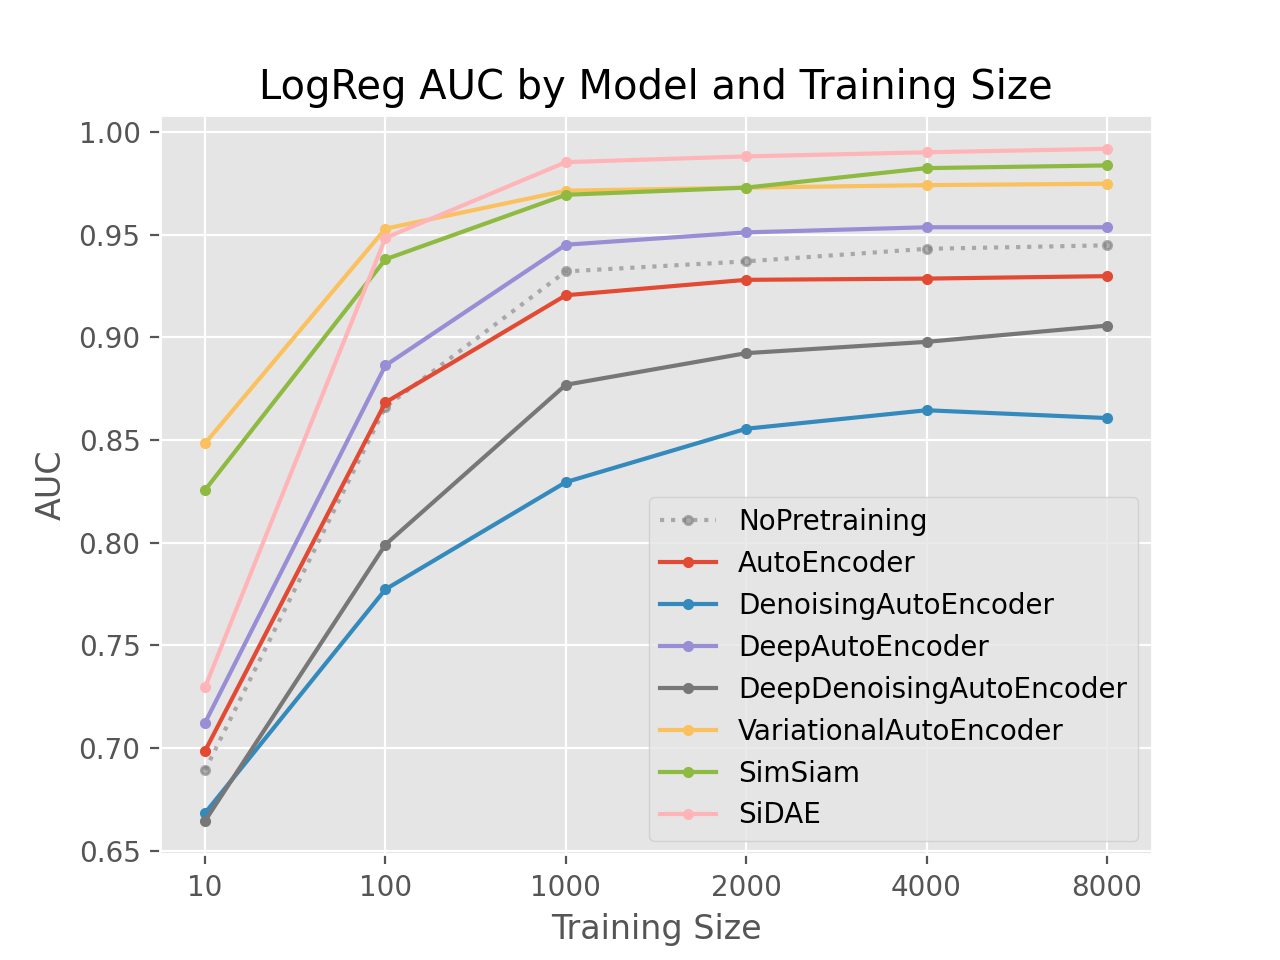 LogReg AUC by Model and Training Size
1.00
0.95
0.90
0.85
0.80
0.75
0.70
0.65
AUC
NoPretraining
AutoEncoder
DenoisingAutoEncoder
DeepAutoEncoder
DeepDenoisingAutoEncoder
VariationalAutoEncoder
SimSiam
SiDAE
10 100 1000 2000 4000 8000
Training Size